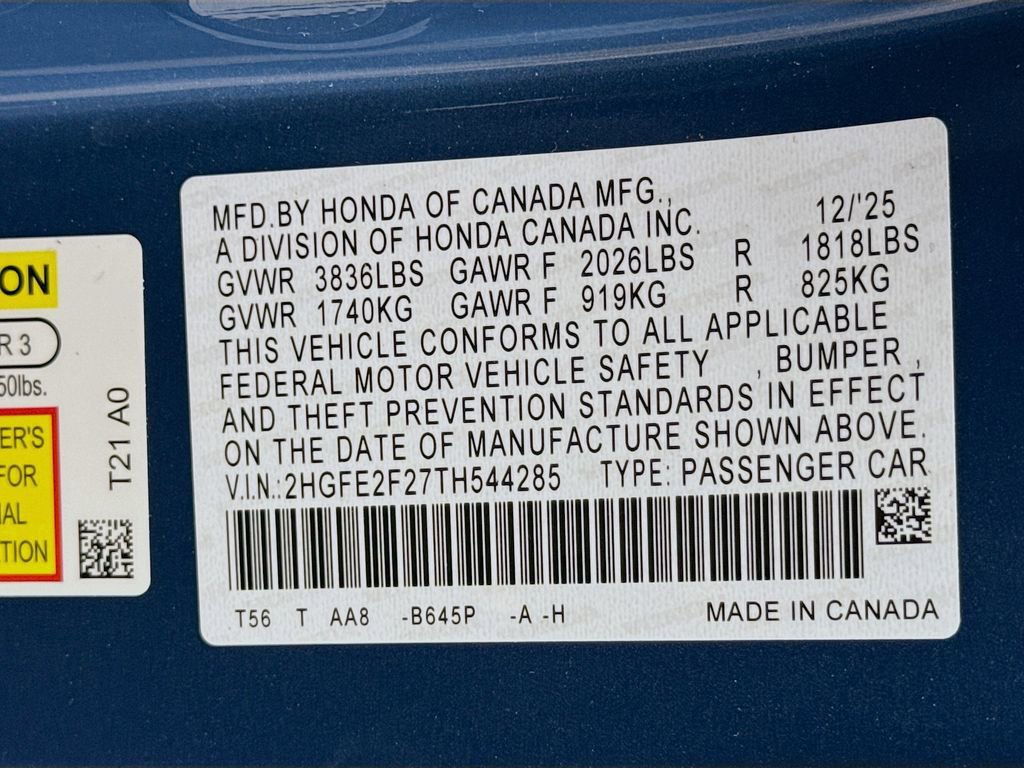 MFD.BY HONDA OF CANADA MFG.,
A DIVISION OF HONDA CANADA INC. 12/'25
GVWR 3836LBS GAWR F 2026LBS R 1818LBS
GVWR 1740KG GAWR F 919KG R 825KG
THIS VEHICLE CONFORMS TO ALL APPLICABLE
FEDERAL MOTOR VEHICLE SAFETY , BUMPER ,
AND THEFT PREVENTION STANDARDS IN EFFECT
ON THE DATE OF MANUFACTURE SHOWN ABOVE.
V.I.N.:2HGFE2F27TH544285 TYPE: PASSENGER CAR
T56 T AA8 -B645P -A -H MADE IN CANADA
ON
R 3
50lbs.
ER'S
FOR
IAL
TION
T21 A0